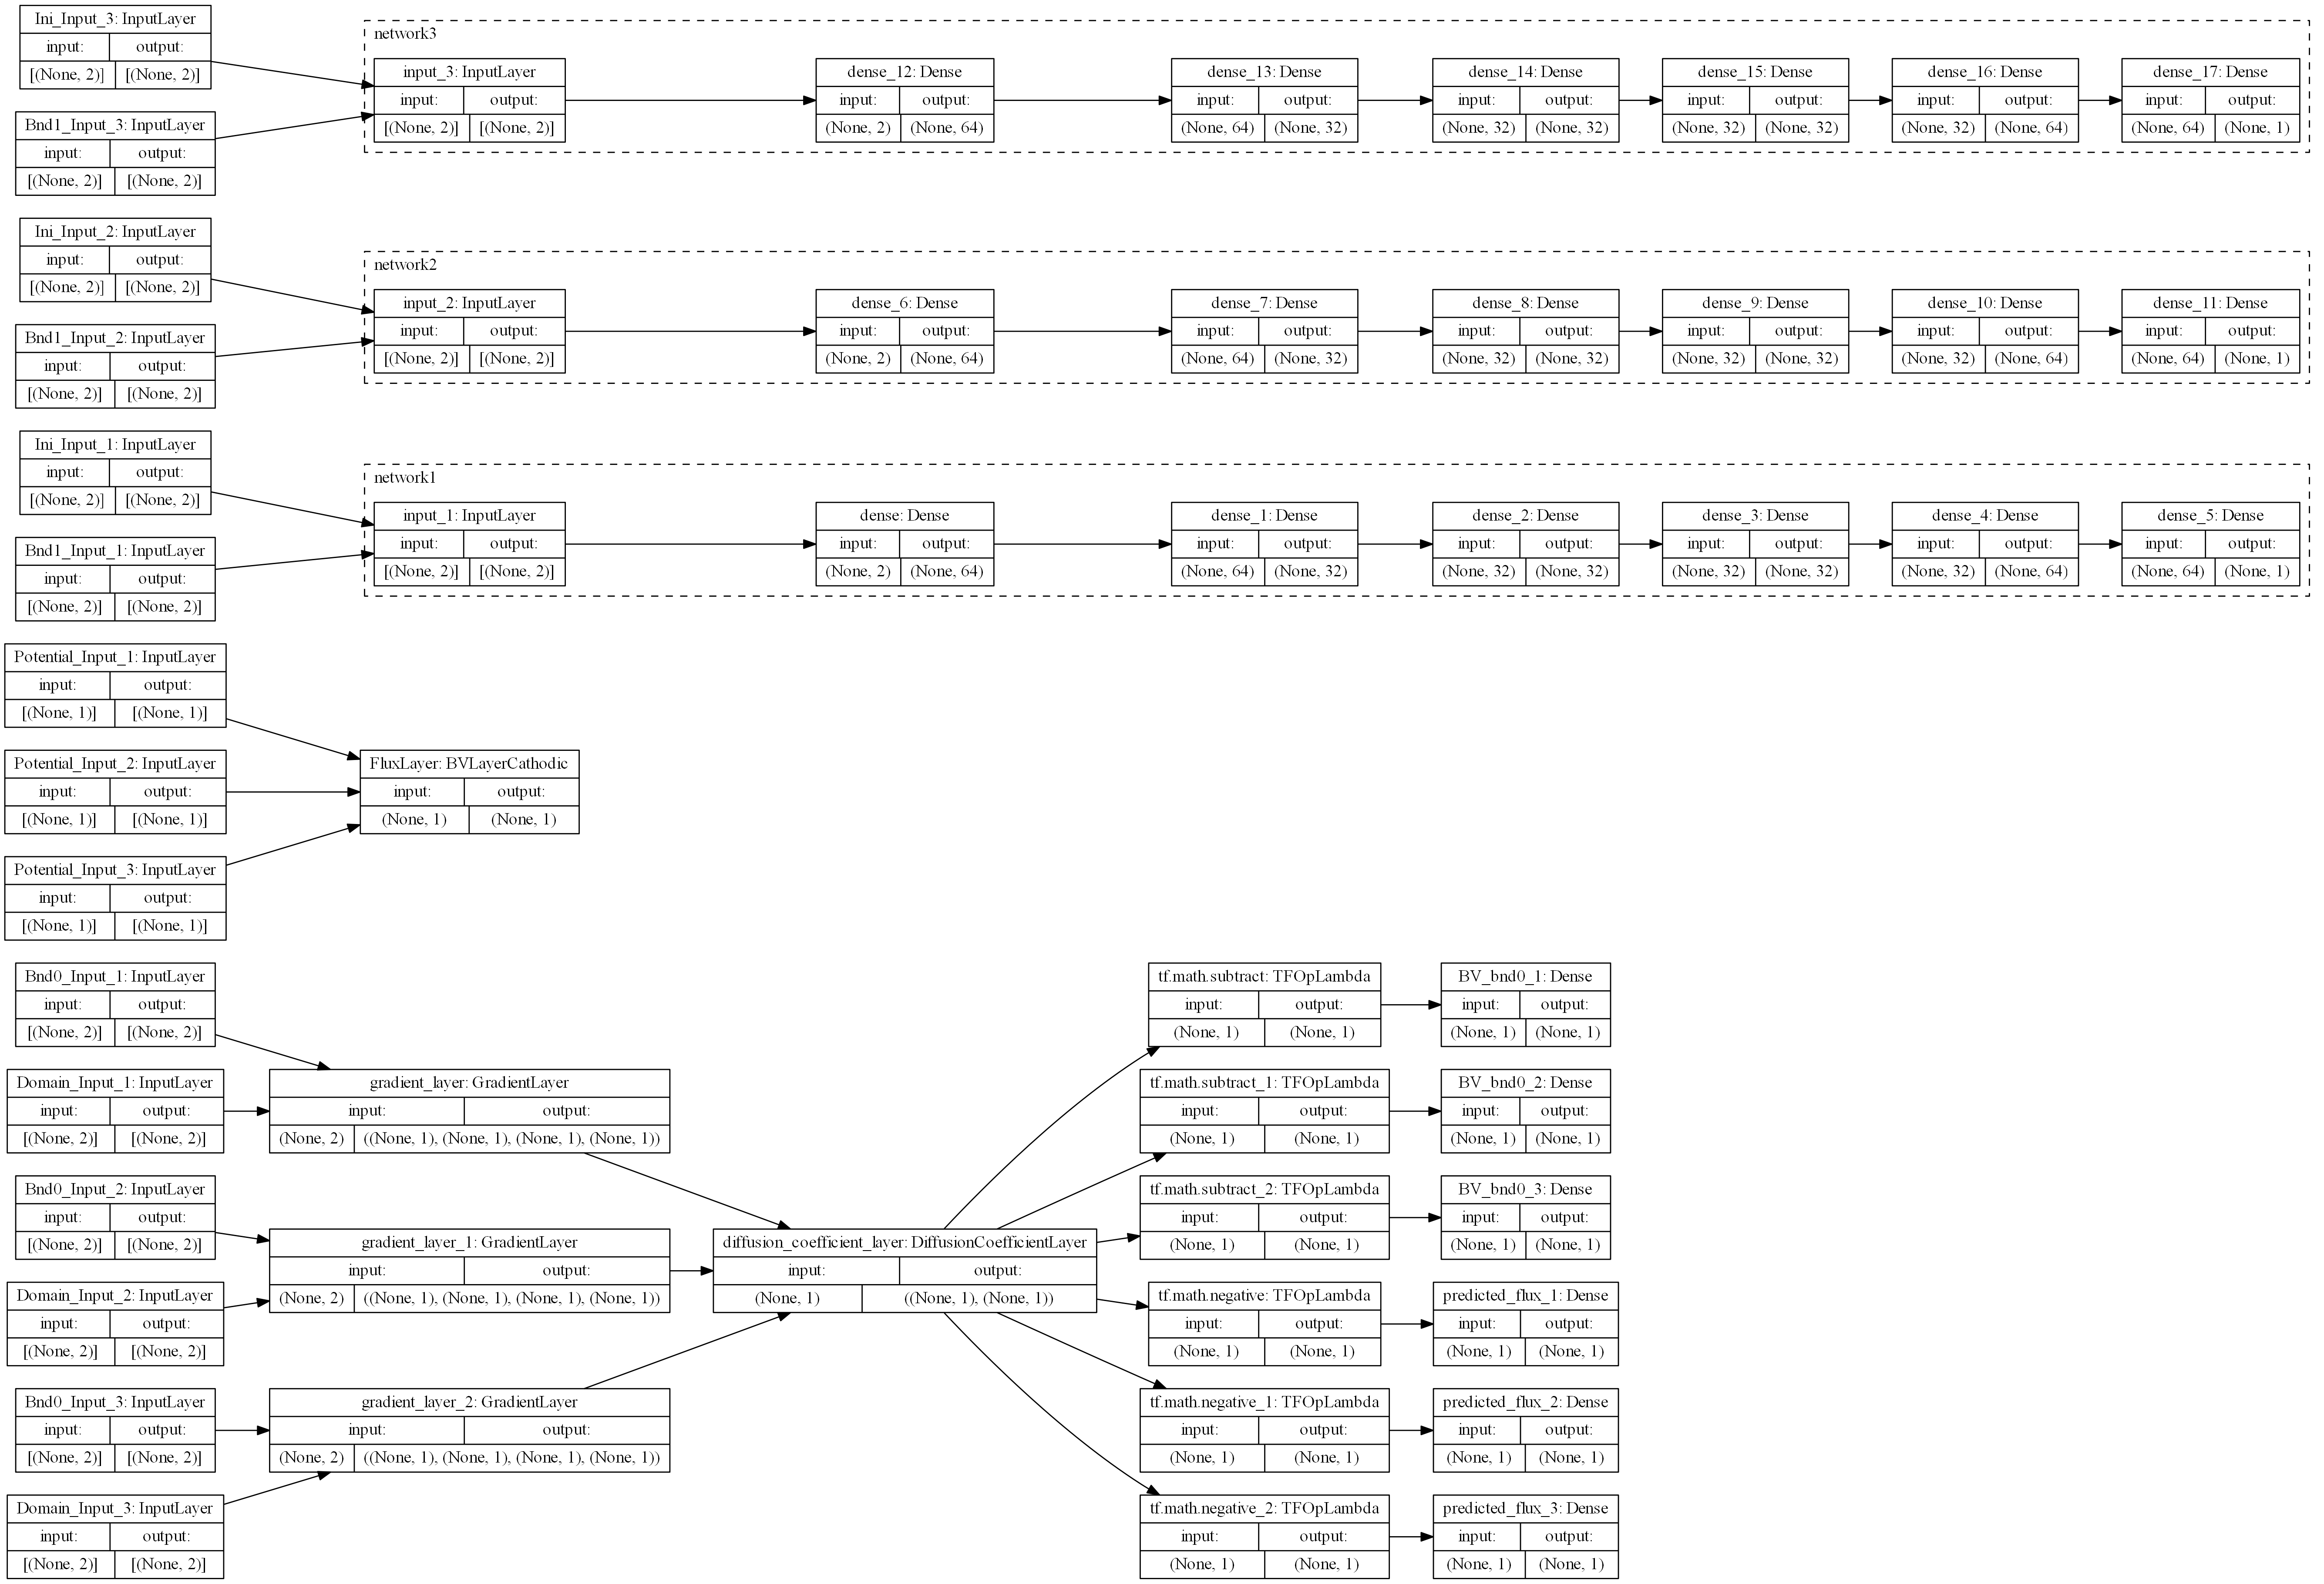 Ini_Input_3: InputLayer
input: output:
[(None, 2)] [(None, 2)]
Bnd1_Input_3: InputLayer
input: output:
[(None, 2)] [(None, 2)]
network3
input_3: InputLayer
input: output:
[(None, 2)] [(None, 2)]
dense_12: Dense
input: output:
(None, 2) (None, 64)
dense_13: Dense
input: output:
(None, 64) (None, 32)
dense_14: Dense
input: output:
(None, 32) (None, 32)
dense_15: Dense
input: output:
(None, 32) (None, 32)
dense_16: Dense
input: output:
(None, 32) (None, 64)
dense_17: Dense
input: output:
(None, 64) (None, 1)
Ini_Input_2: InputLayer
input: output:
[(None, 2)] [(None, 2)]
Bnd1_Input_2: InputLayer
input: output:
[(None, 2)] [(None, 2)]
network2
input_2: InputLayer
input: output:
[(None, 2)] [(None, 2)]
dense_6: Dense
input: output:
(None, 2) (None, 64)
dense_7: Dense
input: output:
(None, 64) (None, 32)
dense_8: Dense
input: output:
(None, 32) (None, 32)
dense_9: Dense
input: output:
(None, 32) (None, 32)
dense_10: Dense
input: output:
(None, 32) (None, 64)
dense_11: Dense
input: output:
(None, 64) (None, 1)
Ini_Input_1: InputLayer
input: output:
[(None, 2)] [(None, 2)]
Bnd1_Input_1: InputLayer
input: output:
[(None, 2)] [(None, 2)]
network1
input_1: InputLayer
input: output:
[(None, 2)] [(None, 2)]
dense: Dense
input: output:
(None, 2) (None, 64)
dense_1: Dense
input: output:
(None, 64) (None, 32)
dense_2: Dense
input: output:
(None, 32) (None, 32)
dense_3: Dense
input: output:
(None, 32) (None, 32)
dense_4: Dense
input: output:
(None, 32) (None, 64)
dense_5: Dense
input: output:
(None, 64) (None, 1)
Potential_Input_1: InputLayer
input: output:
[(None, 1)] [(None, 1)]
Potential_Input_2: InputLayer
input: output:
[(None, 1)] [(None, 1)]
Potential_Input_3: InputLayer
input: output:
[(None, 1)] [(None, 1)]
FluxLayer: BVLayerCathodic
input: output:
(None, 1) (None, 1)
Bnd0_Input_1: InputLayer
input: output:
[(None, 2)] [(None, 2)]
Domain_Input_1: InputLayer
input: output:
[(None, 2)] [(None, 2)]
Bnd0_Input_2: InputLayer
input: output:
[(None, 2)] [(None, 2)]
Domain_Input_2: InputLayer
input: output:
[(None, 2)] [(None, 2)]
Bnd0_Input_3: InputLayer
input: output:
[(None, 2)] [(None, 2)]
Domain_Input_3: InputLayer
input: output:
[(None, 2)] [(None, 2)]
gradient_layer: GradientLayer
input: output:
(None, 2) ((None, 1), (None, 1), (None, 1), (None, 1))
gradient_layer_1: GradientLayer
input: output:
(None, 2) ((None, 1), (None, 1), (None, 1), (None, 1))
gradient_layer_2: GradientLayer
input: output:
(None, 2) ((None, 1), (None, 1), (None, 1), (None, 1))
diffusion_coefficient_layer: DiffusionCoefficientLayer
input: output:
(None, 1) ((None, 1), (None, 1))
tf.math.subtract: TFOpLambda
input: output:
(None, 1) (None, 1)
tf.math.subtract_1: TFOpLambda
input: output:
(None, 1) (None, 1)
tf.math.subtract_2: TFOpLambda
input: output:
(None, 1) (None, 1)
tf.math.negative: TFOpLambda
input: output:
(None, 1) (None, 1)
tf.math.negative_1: TFOpLambda
input: output:
(None, 1) (None, 1)
tf.math.negative_2: TFOpLambda
input: output:
(None, 1) (None, 1)
BV_bnd0_1: Dense
input: output:
(None, 1) (None, 1)
BV_bnd0_2: Dense
input: output:
(None, 1) (None, 1)
BV_bnd0_3: Dense
input: output:
(None, 1) (None, 1)
predicted_flux_1: Dense
input: output:
(None, 1) (None, 1)
predicted_flux_2: Dense
input: output:
(None, 1) (None, 1)
predicted_flux_3: Dense
input: output:
(None, 1) (None, 1)